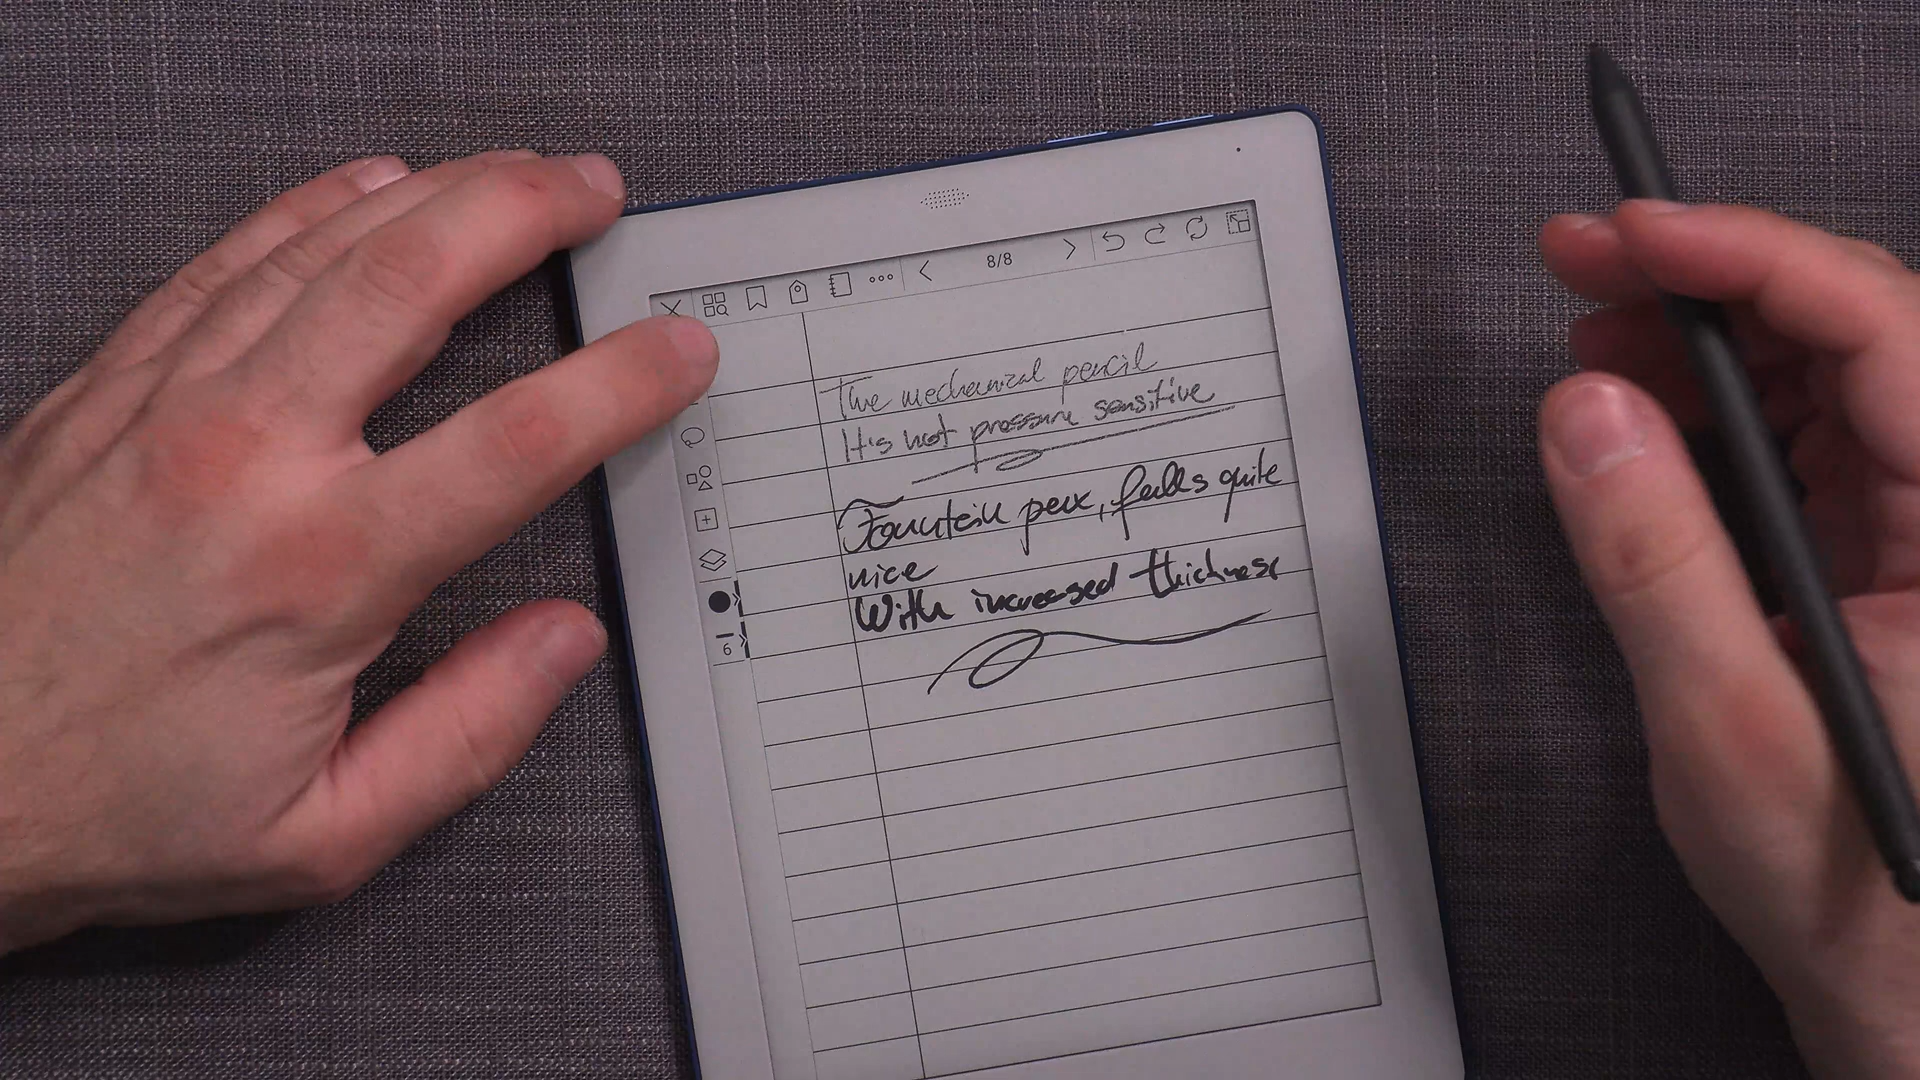 8/8
The mechanical pencil
It's not pressure sensitive
Fountain pen, feels quite
nice
With increased thickness
6